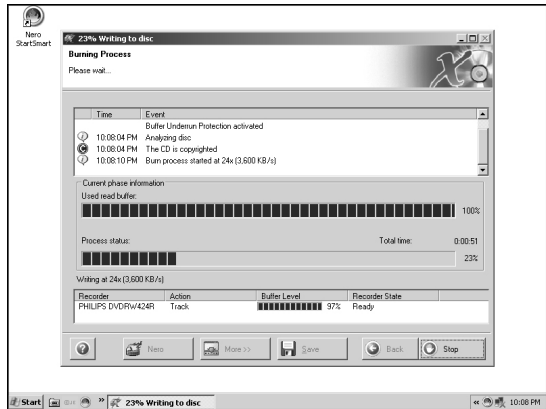 Nero
StartSmart
23% Writing to disc
Burning Process
Please wait...
Time Event
Buffer Underrun Protection activated
10:08:04 PM Analyzing disc
10:08:04 PM The CD is copyrighted
10:08:10 PM Burn process started at 24x (3,600 KB/s)
Current phase information
Used read buffer:
100%
Process status: Total time: 0:00:51
23%
Writing at 24x (3,600 KB/s)
Recorder Action Buffer Level Recorder State
PHILIPS DVDRW/424R Track 97% Ready
? Nero More >> Save Back Stop
Start » 23% Writing to disc « 10:08 PM